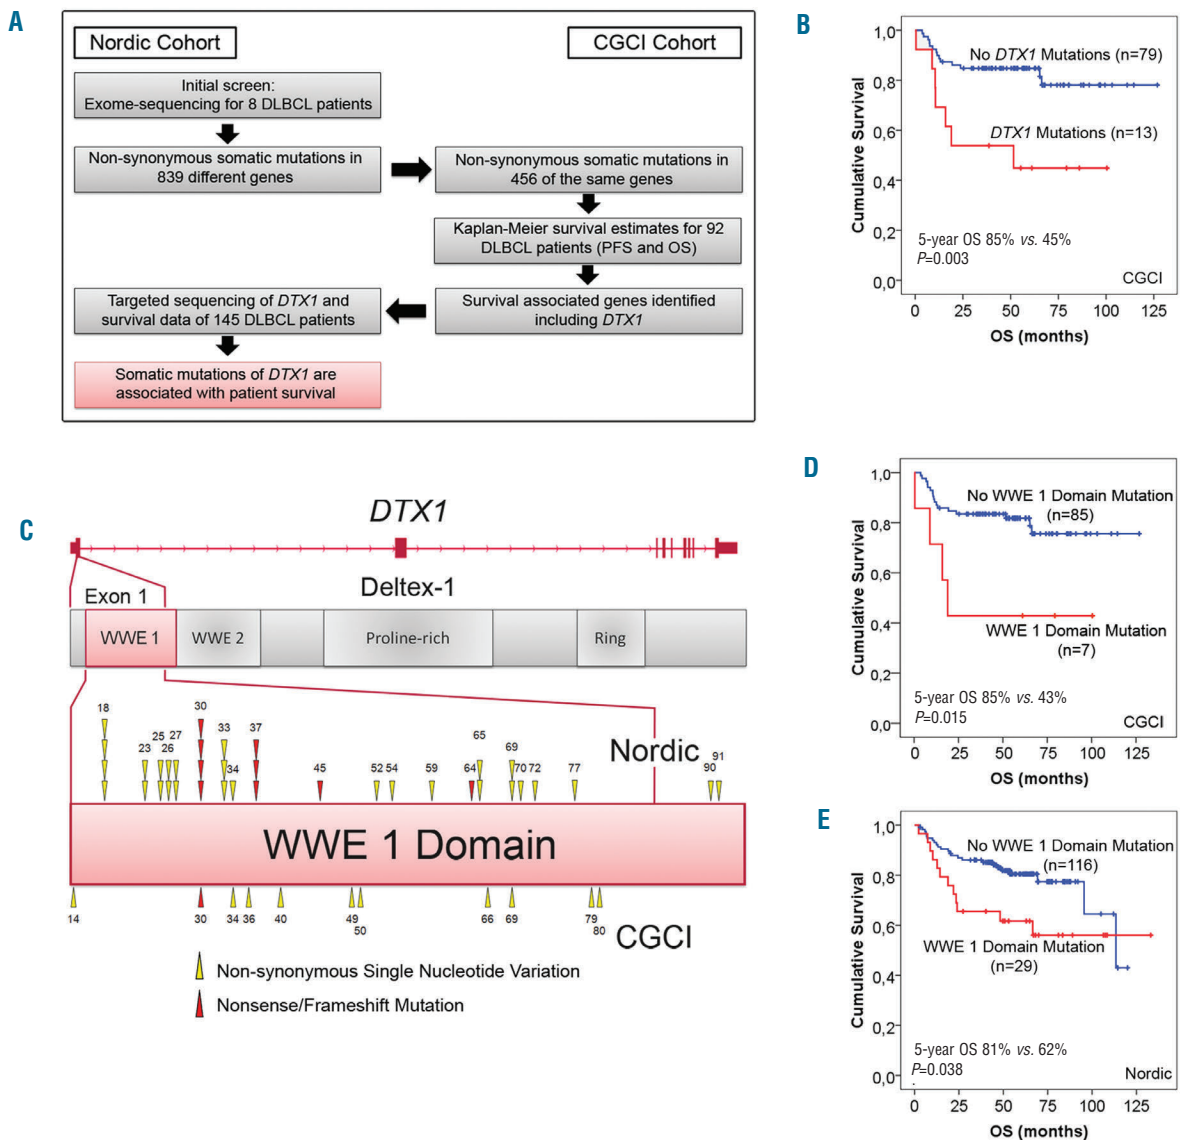 A
Nordic Cohort
CGCI Cohort
Initial screen:
Exome-sequencing for 8 DLBCL patients
Non-synonymous somatic mutations in
839 different genes
Non-synonymous somatic mutations in
456 of the same genes
Kaplan-Meier survival estimates for 92
DLBCL patients (PFS and OS)
Targeted sequencing of DTX1 and
survival data of 145 DLBCL patients
Survival associated genes identified
including DTX1
Somatic mutations of DTX1 are
associated with patient survival
B
Cumulative Survival
1,0
0,8
0,6
0,4
0,2
0,0
No DTX1 Mutations (n=79)
DTX1 Mutations (n=13)
5-year OS 85% vs. 45%
P=0.003
CGCI
0 25 50 75 100 125
OS (months)
C
DTX1
Exon 1
Deltex-1
WWE 1
WWE 2
Proline-rich
Ring
18 23 25 26 27 30 33 34 37 45 52 54 59 64 65 69 70 72 77 90 91
Nordic
WWE 1 Domain
14 30 34 36 40 49 50 66 69 79 80
CGCI
Non-synonymous Single Nucleotide Variation
Nonsense/Frameshift Mutation
D
Cumulative Survival
1,0
0,8
0,6
0,4
0,2
0,0
No WWE 1 Domain Mutation
(n=85)
WWE 1 Domain Mutation
(n=7)
5-year OS 85% vs. 43%
P=0.015
CGCI
0 25 50 75 100 125
OS (months)
E
Cumulative Survival
1,0
0,8
0,6
0,4
0,2
0,0
No WWE 1 Domain Mutation
(n=116)
WWE 1 Domain Mutation
(n=29)
5-year OS 81% vs. 62%
P=0.038
Nordic
0 25 50 75 100 125
OS (months)